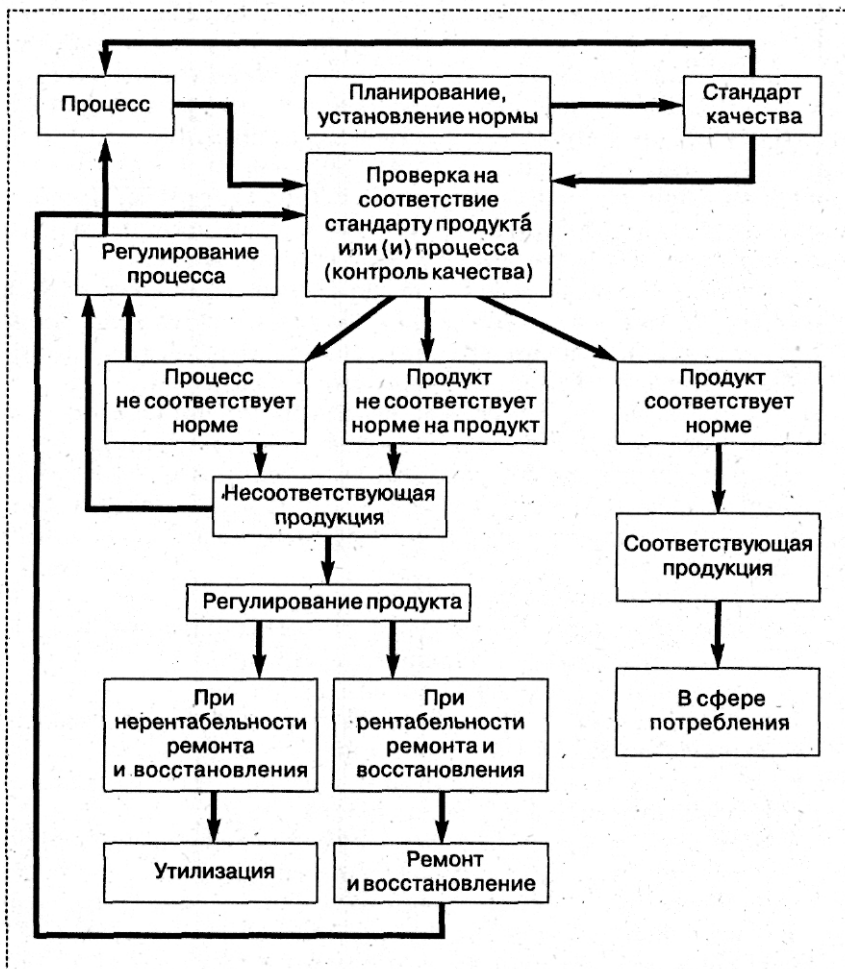 Процесс
Планирование,
установление нормы
Стандарт
качества
Проверка на
соответствие
стандарту продукта
или (и) процесса
(контроль качества)
Регулирование
процесса
Процесс
не соответствует
норме
Продукт
не соответствует
норме на продукт
Продукт
соответствует
норме
Несоответствующая
продукция
Соответствующая
продукция
Регулирование продукта
При
нерентабельности
ремонта
и восстановления
При
рентабельности
ремонта и
восстановления
В сфере
потребления
Утилизация
Ремонт
и восстановление